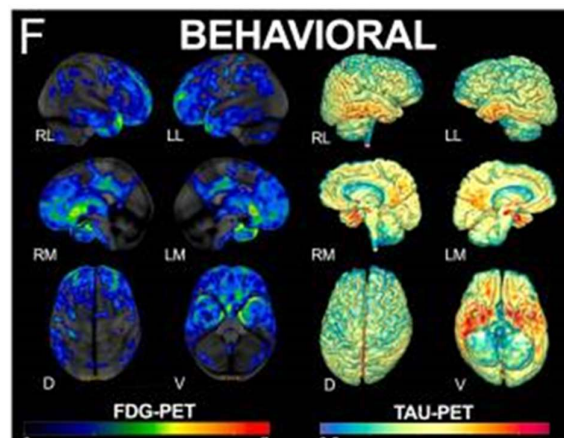 F BEHAVIORAL
RL LL RL LL
RM LM RM LM
D V D V
FDG-PET TAU-PET